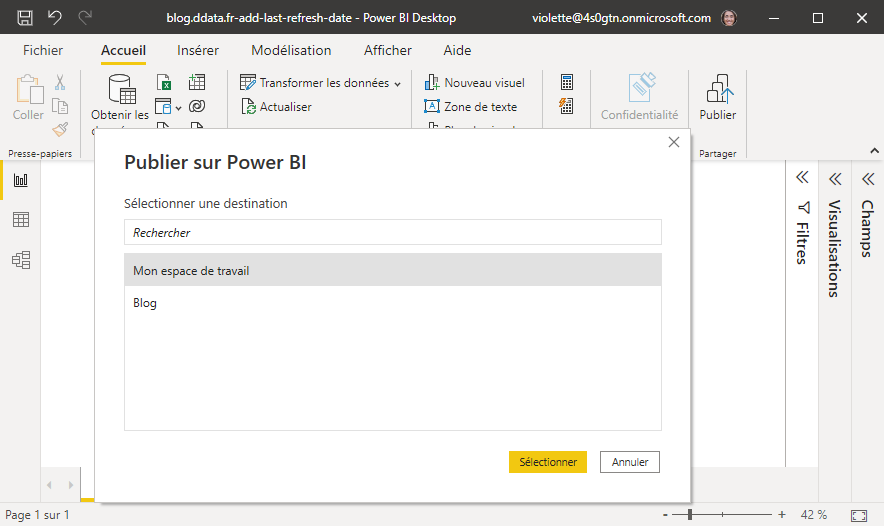 blog.ddata.fr-add-last-refresh-date - Power BI Desktop
violette@4s0gtn.onmicrosoft.com
Fichier Accueil Insérer Modélisation Afficher Aide
Coller
Presse-papiers
Obtenir les
Transformer les données
Actualiser
Nouveau visuel
Zone de texte
Confidentialité
Publier
Partager
Publier sur Power BI
Sélectionner une destination
Rechercher
Mon espace de travail
Blog
Sélectionner
Annuler
Filtres
Visualisations
Champs
Page 1 sur 1
- + 42 %